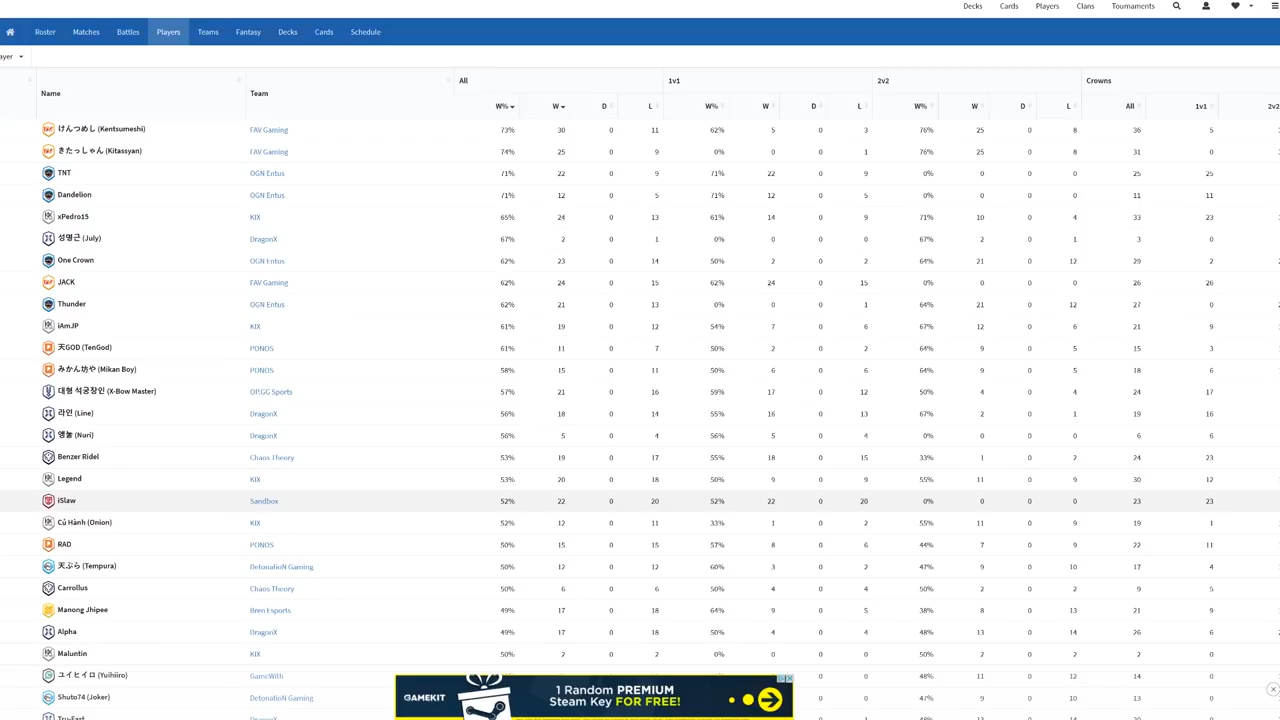 Decks Cards Players Clans Tournaments
Roster Matches Battles Players Teams Fantasy Decks Cards Schedule
ayer
All 1v1 2v2 Crowns
Name Team
W% W D L W% W D L W% W D L All 1v1 2v2
けんつめし (Kentsumeshi) FAV Gaming 73% 30 0 11 62% 5 0 3 76% 25 0 8 36 5
きたっしゃん (Kitassyan) FAV Gaming 74% 25 0 9 0% 0 0 1 76% 25 0 8 31 0
TNT OGN Entus 71% 22 0 9 71% 22 0 9 0% 0 0 0 25 25
Dandelion OGN Entus 71% 12 0 5 71% 12 0 5 0% 0 0 0 11 11
xPedro15 KIX 65% 24 0 13 61% 14 0 9 71% 10 0 4 33 23
성명근 (July) DragonX 67% 2 0 1 0% 0 0 0 67% 2 0 1 3 0
One Crown OGN Entus 62% 23 0 14 50% 2 0 2 64% 21 0 12 29 2
JACK FAV Gaming 62% 24 0 15 62% 24 0 15 0% 0 0 0 26 26
Thunder OGN Entus 62% 21 0 13 0% 0 0 1 64% 21 0 12 27 0
iAmJP KIX 61% 19 0 12 54% 7 0 6 67% 12 0 6 21 9
天GOD (TenGod) PONOS 61% 11 0 7 50% 2 0 2 64% 9 0 5 15 3
みかん坊や (Mikan Boy) PONOS 58% 15 0 11 50% 6 0 6 64% 9 0 5 18 6
대형 석궁장인 (X-Bow Master) OP.GG Sports 57% 21 0 16 59% 17 0 12 50% 4 0 4 24 17
라인 (Line) DragonX 56% 18 0 14 55% 16 0 13 67% 2 0 1 19 16
앵눌 (Nuri) DragonX 56% 5 0 4 56% 5 0 4 0% 0 0 0 6 6
Benzer Ridel Chaos Theory 53% 19 0 17 55% 18 0 15 33% 1 0 2 24 23
Legend KIX 53% 20 0 18 50% 9 0 9 55% 11 0 9 30 12
iSlaw Sandbox 52% 22 0 20 52% 22 0 20 0% 0 0 0 23 23
Củ Hành (Onion) KIX 52% 12 0 11 33% 1 0 2 55% 11 0 9 19 1
RAD PONOS 50% 15 0 15 57% 8 0 6 44% 7 0 9 22 11
天ぷら (Tempura) DetonatioN Gaming 50% 12 0 12 60% 3 0 2 47% 9 0 10 17 4
Carrollus Chaos Theory 50% 6 0 6 50% 4 0 4 50% 2 0 2 9 5
Manong Jhipee Bren Esports 49% 17 0 18 64% 9 0 5 38% 8 0 13 21 9
Alpha DragonX 49% 17 0 18 50% 4 0 4 48% 13 0 14 26 6
Maluntin KIX 50% 2 0 2 0% 0 0 0 50% 2 0 2 2 0
ユイヒイロ (Yuihiiro) GameWith 48% 11 0 12 14 0
Shuto74 (Joker) DetonatioN Gaming 47% 9 0 10 13 0
GAMEKIT
1 Random PREMIUM
Steam Key FOR FREE!